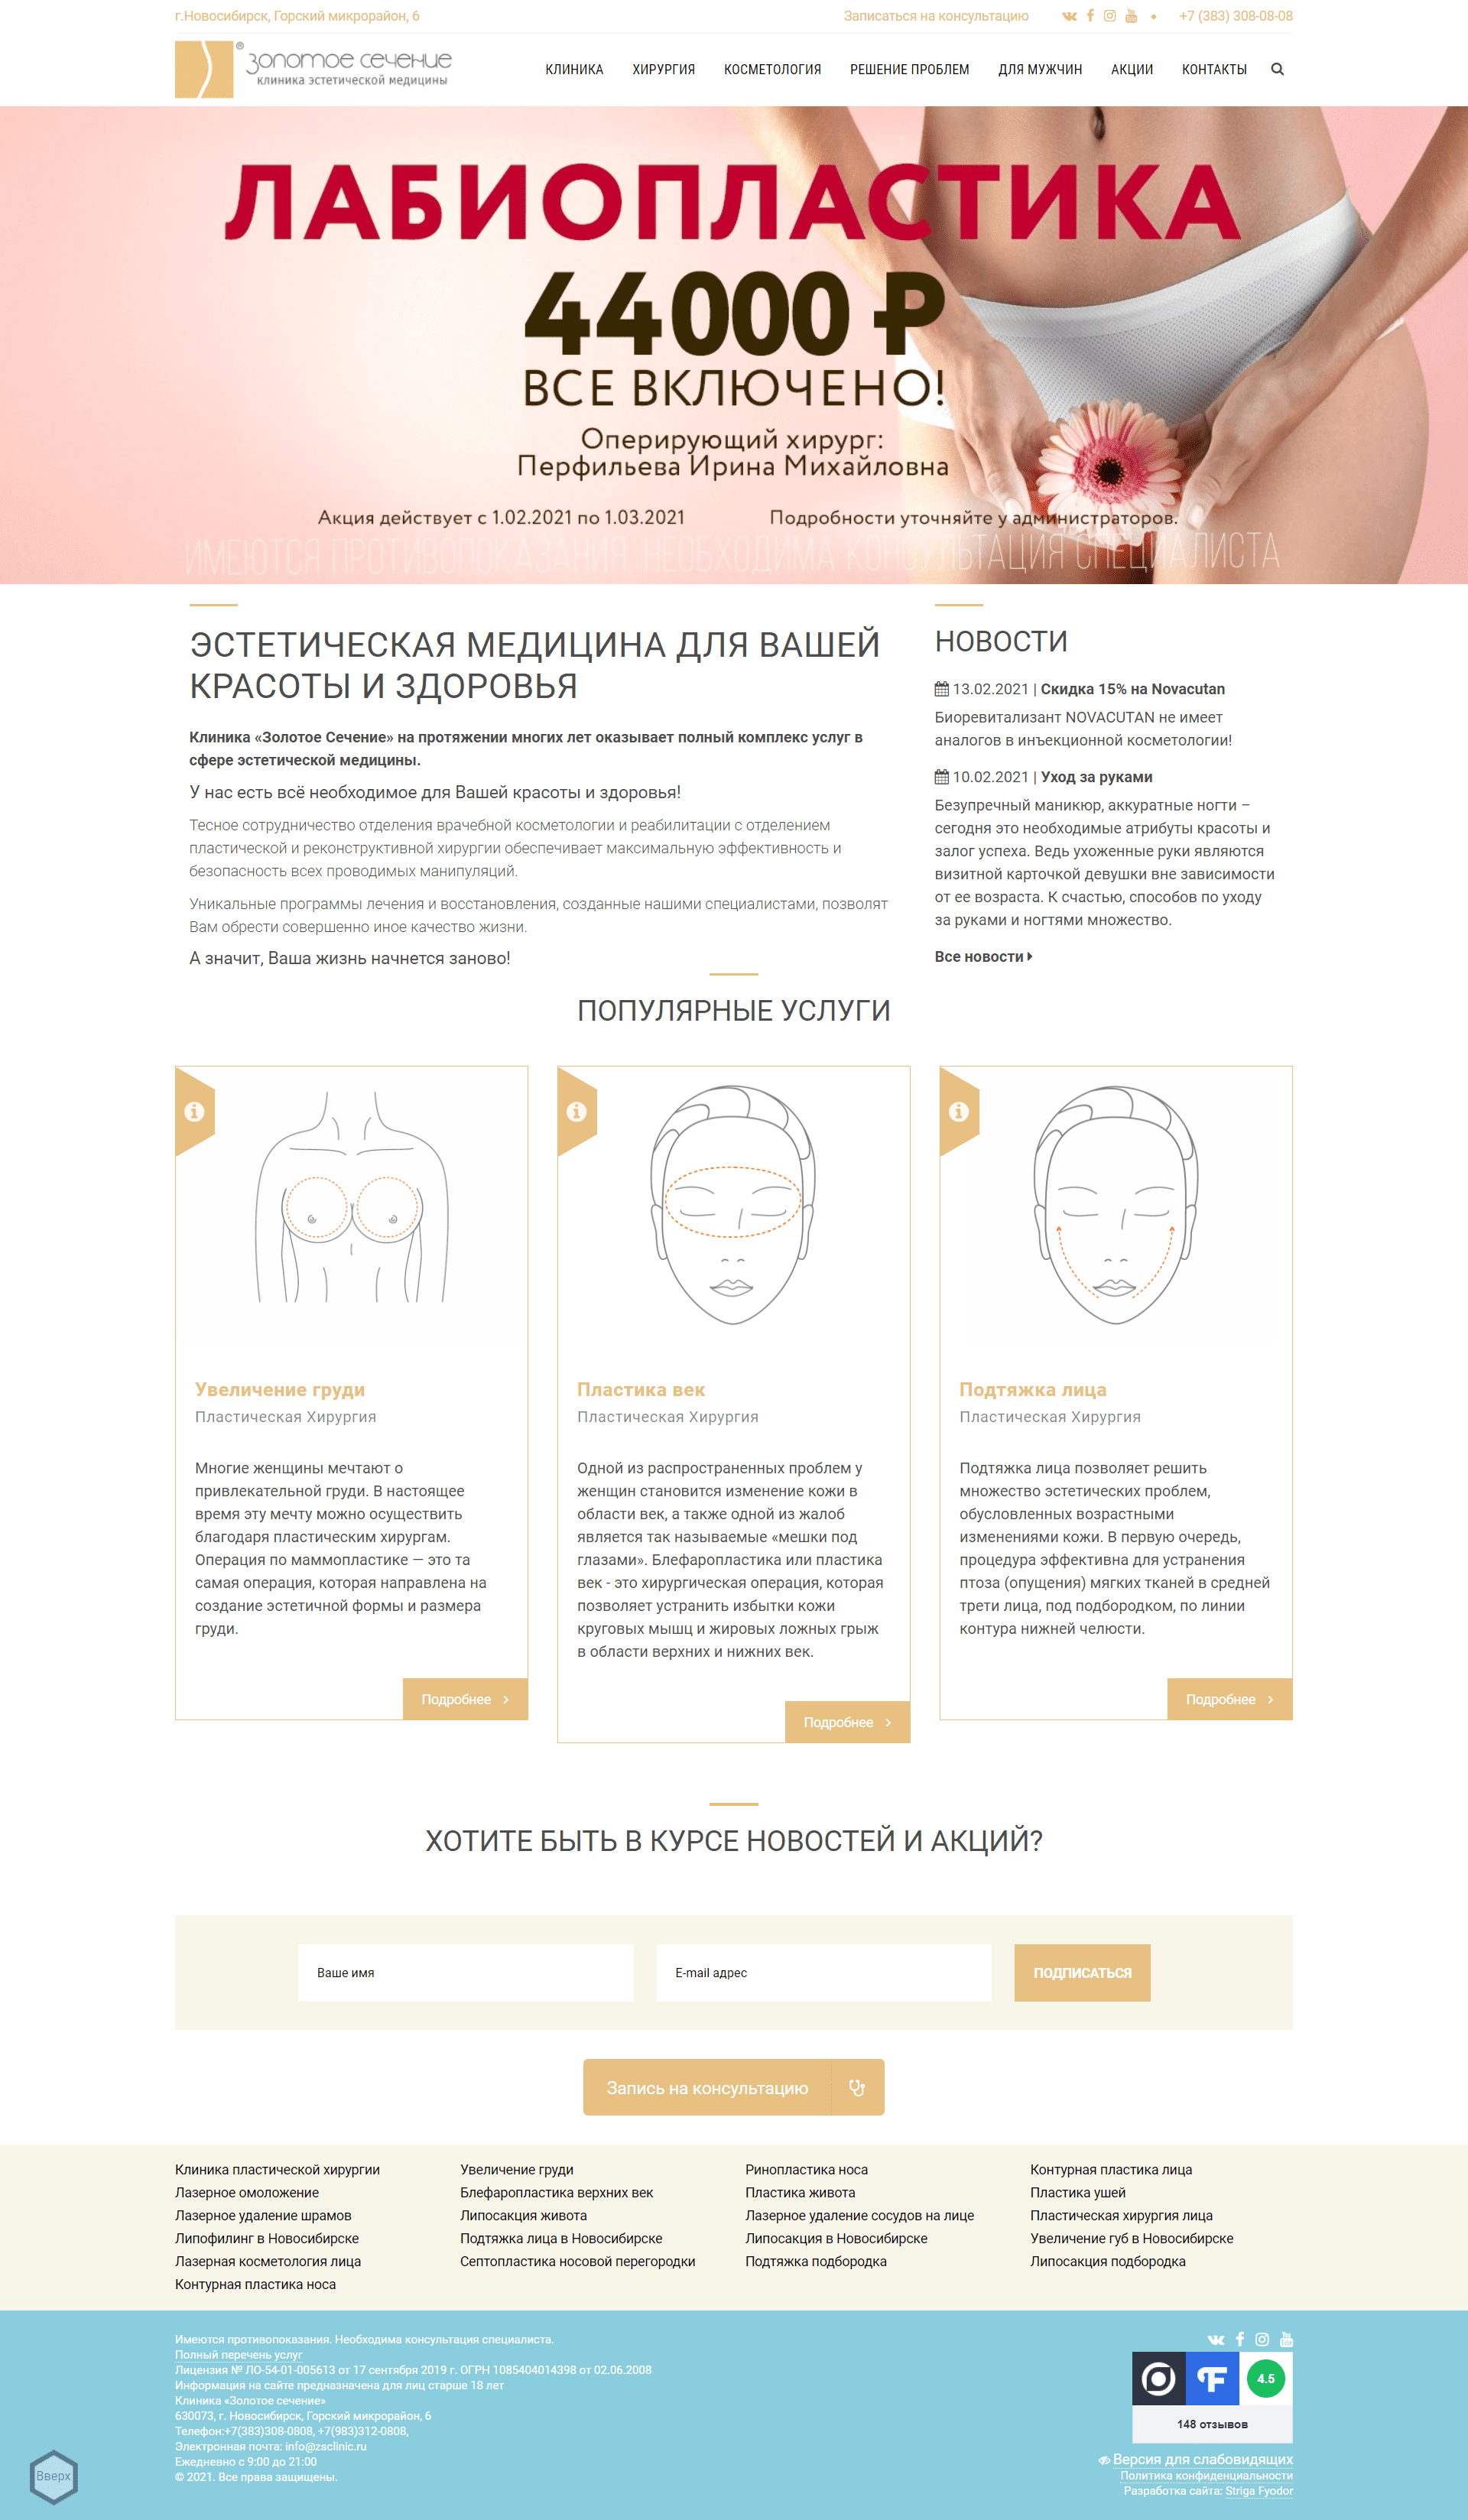 г.Новосибирск, Горский микрорайон, 6
Записаться на консультацию
+7 (383) 308-08-08
золотое сечение ®
клиника эстетической медицины
КЛИНИКА
ХИРУРГИЯ
КОСМЕТОЛОГИЯ
РЕШЕНИЕ ПРОБЛЕМ
ДЛЯ МУЖЧИН
АКЦИИ
КОНТАКТЫ
ЛАБИОПЛАСТИКА
44000 ₽
ВСЕ ВКЛЮЧЕНО!
Оперирующий хирург:
Перфильева Ирина Михайловна
Акция действует с 1.02.2021 по 1.03.2021
Подробности уточняйте у администраторов.
ИМЕЮТСЯ ПРОТИВОПОКАЗАНИЯ, НЕОБХОДИМА КОНСУЛЬТАЦИЯ СПЕЦИАЛИСТА
ЭСТЕТИЧЕСКАЯ МЕДИЦИНА ДЛЯ ВАШЕЙ
КРАСОТЫ И ЗДОРОВЬЯ
Клиника «Золотое Сечение» на протяжении многих лет оказывает полный комплекс услуг в
сфере эстетической медицины.
У нас есть всё необходимое для Вашей красоты и здоровья!
Тесное сотрудничество отделения врачебной косметологии и реабилитации с отделением
пластической и реконструктивной хирургии обеспечивает максимальную эффективность и
безопасность всех проводимых манипуляций.
Уникальные программы лечения и восстановления, созданные нашими специалистами, позволят
Вам обрести совершенно иное качество жизни.
А значит, Ваша жизнь начнется заново!
НОВОСТИ
13.02.2021 | Скидка 15% на Novacutan
Биоревитализант NOVACUTAN не имеет
аналогов в инъекционной косметологии!
10.02.2021 | Уход за руками
Безупречный маникюр, аккуратные ногти –
сегодня это необходимые атрибуты красоты и
залог успеха. Ведь ухоженные руки являются
визитной карточкой девушки вне зависимости
от ее возраста. К счастью, способов по уходу
за руками и ногтями множество.
Все новости
ПОПУЛЯРНЫЕ УСЛУГИ
Увеличение груди
Пластическая Хирургия
Многие женщины мечтают о
привлекательной груди. В настоящее
время эту мечту можно осуществить
благодаря пластическим хирургам.
Операция по маммопластике — это та
самая операция, которая направлена на
создание эстетичной формы и размера
груди.
Подробнее
Пластика век
Пластическая Хирургия
Одной из распространенных проблем у
женщин становится изменение кожи в
области век, а также одной из жалоб
является так называемые «мешки под
глазами». Блефаропластика или пластика
век - это хирургическая операция, которая
позволяет устранить избытки кожи
круговых мышц и жировых ложных грыж
в области верхних и нижних век.
Подробнее
Подтяжка лица
Пластическая Хирургия
Подтяжка лица позволяет решить
множество эстетических проблем,
обусловленных возрастными
изменениями кожи. В первую очередь,
процедура эффективна для устранения
птоза (опущения) мягких тканей в средней
трети лица, под подбородком, по линии
контура нижней челюсти.
Подробнее
ХОТИТЕ БЫТЬ В КУРСЕ НОВОСТЕЙ И АКЦИЙ?
Ваше имя
E-mail адрес
ПОДПИСАТЬСЯ
Запись на консультацию
Клиника пластической хирургии
Лазерное омоложение
Лазерное удаление шрамов
Липофилинг в Новосибирске
Лазерная косметология лица
Контурная пластика носа
Увеличение груди
Блефаропластика верхних век
Липосакция живота
Подтяжка лица в Новосибирске
Септопластика носовой перегородки
Ринопластика носа
Пластика живота
Лазерное удаление сосудов на лице
Липосакция в Новосибирске
Подтяжка подбородка
Контурная пластика лица
Пластика ушей
Пластическая хирургия лица
Увеличение губ в Новосибирске
Липосакция подбородка
Имеются противопоказания. Необходима консультация специалиста.
Полный перечень услуг
Лицензия № ЛО-54-01-005613 от 17 сентября 2019 г. ОГРН 1085404014398 от 02.06.2008
Информация на сайте предназначена для лиц старше 18 лет
Клиника «Золотое сечение»
630073, г. Новосибирск, Горский микрорайон, 6
Телефон:+7(383)308-0808, +7(983)312-0808,
Электронная почта: info@zsclinic.ru
Ежедневно с 9:00 до 21:00
© 2021. Все права защищены.
4.5
148 отзывов
Версия для слабовидящих
Политика конфиденциальности
Разработка сайта: Striga Fyodor
Вверх